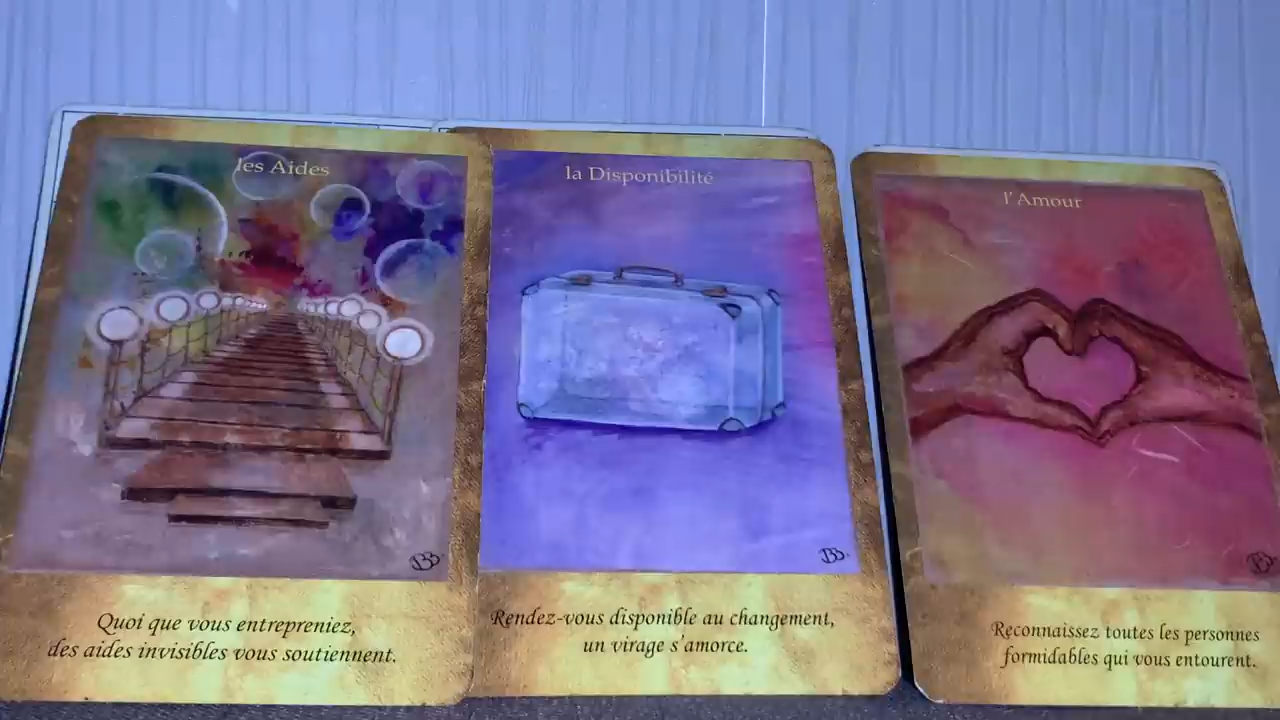 les Aides
Quoi que vous entrepreniez,
des aides invisibles vous soutiennent.
la Disponibilité
Rendez-vous disponible au changement,
un virage s'amorce.
l'Amour
Reconnaissez toutes les personnes
formidables qui vous entourent.